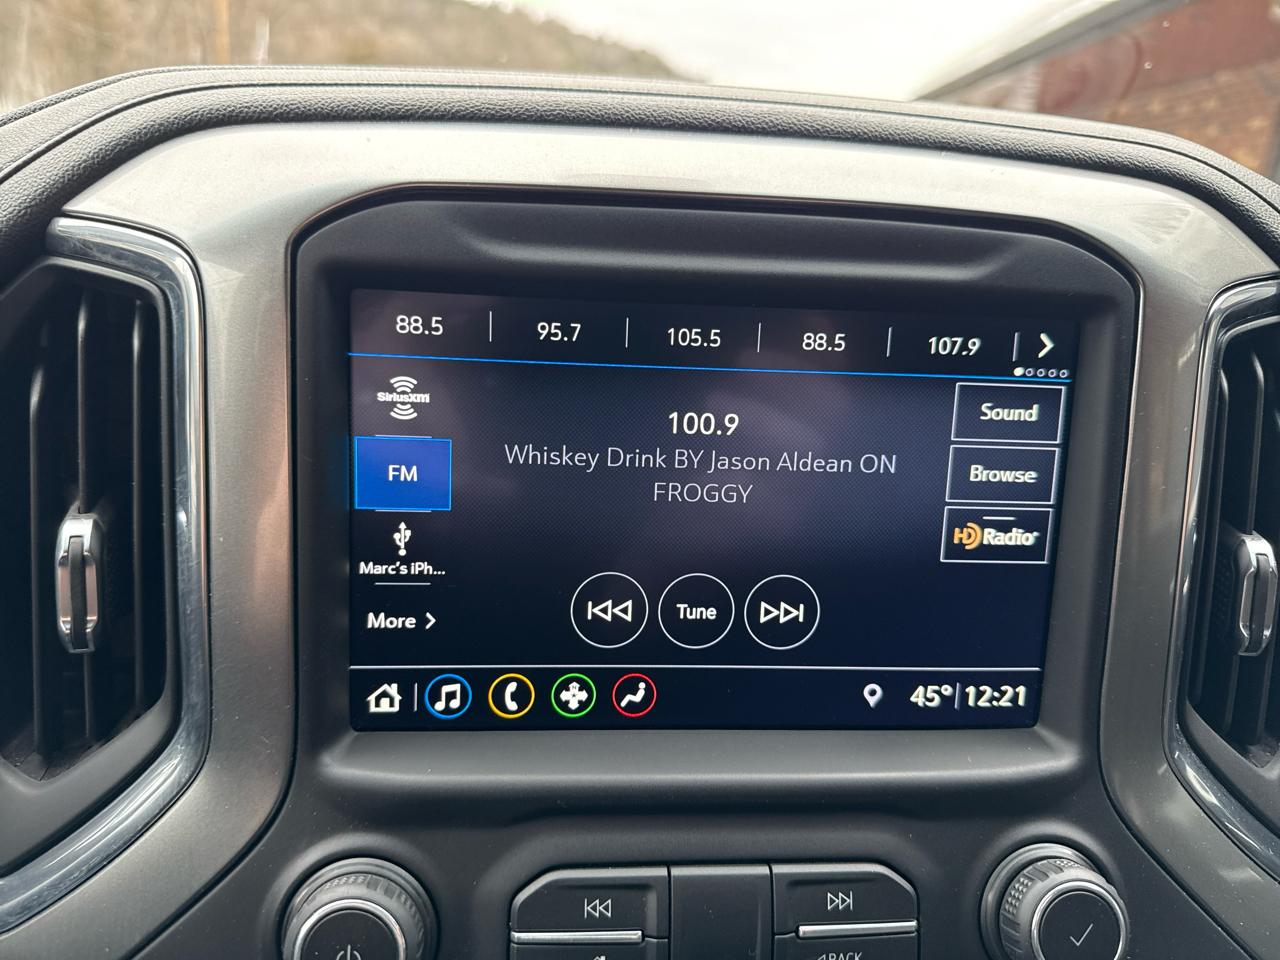 88.5
95.7
105.5
88.5
107.9
SiriusXM
100.9
Sound
FM
Whiskey Drink BY Jason Aldean ON
FROGGY
Browse
HD Radio
Marc's iPh...
More
Tune
45° 12:21
BACK